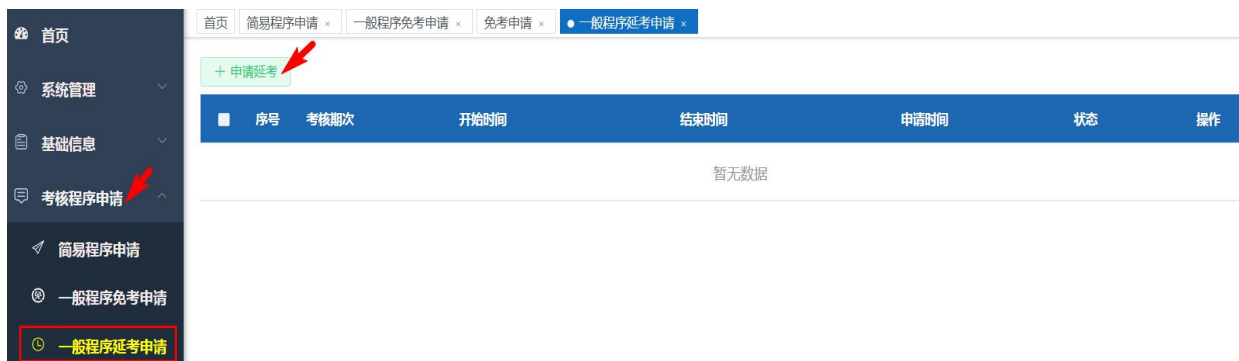 首页
系统管理
基础信息
考核程序申请
简易程序申请
一般程序免考申请
一般程序延考申请
首页 简易程序申请 × 一般程序免考申请 × 免考申请 × 一般程序延考申请 ×
+ 申请延考
序号 考核期次 开始时间 结束时间 申请时间 状态 操作
暂无数据